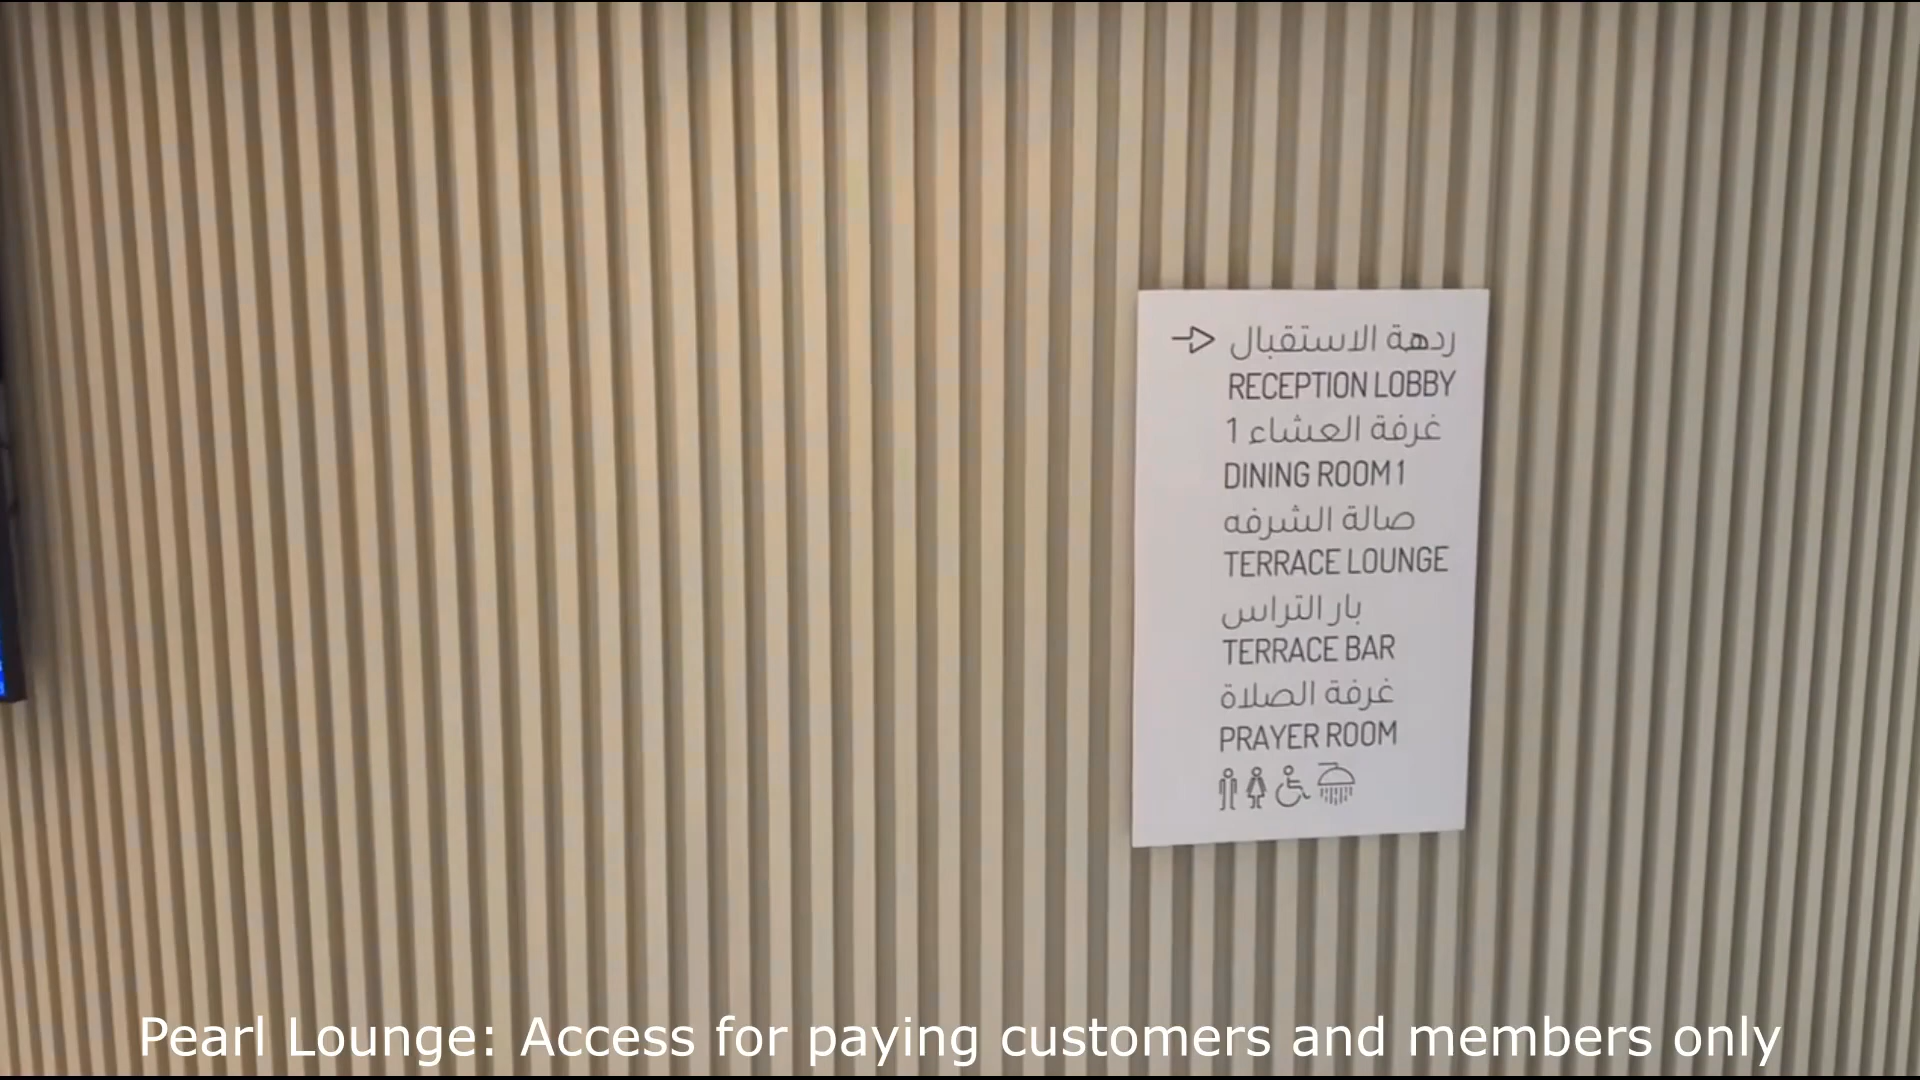 ردهة الاستقبال
RECEPTION LOBBY
غرفة العشاء 1
DINING ROOM 1
صالة الشرفه
TERRACE LOUNGE
بار التراس
TERRACE BAR
غرفة الصلاة
PRAYER ROOM
Pearl Lounge: Access for paying customers and members only